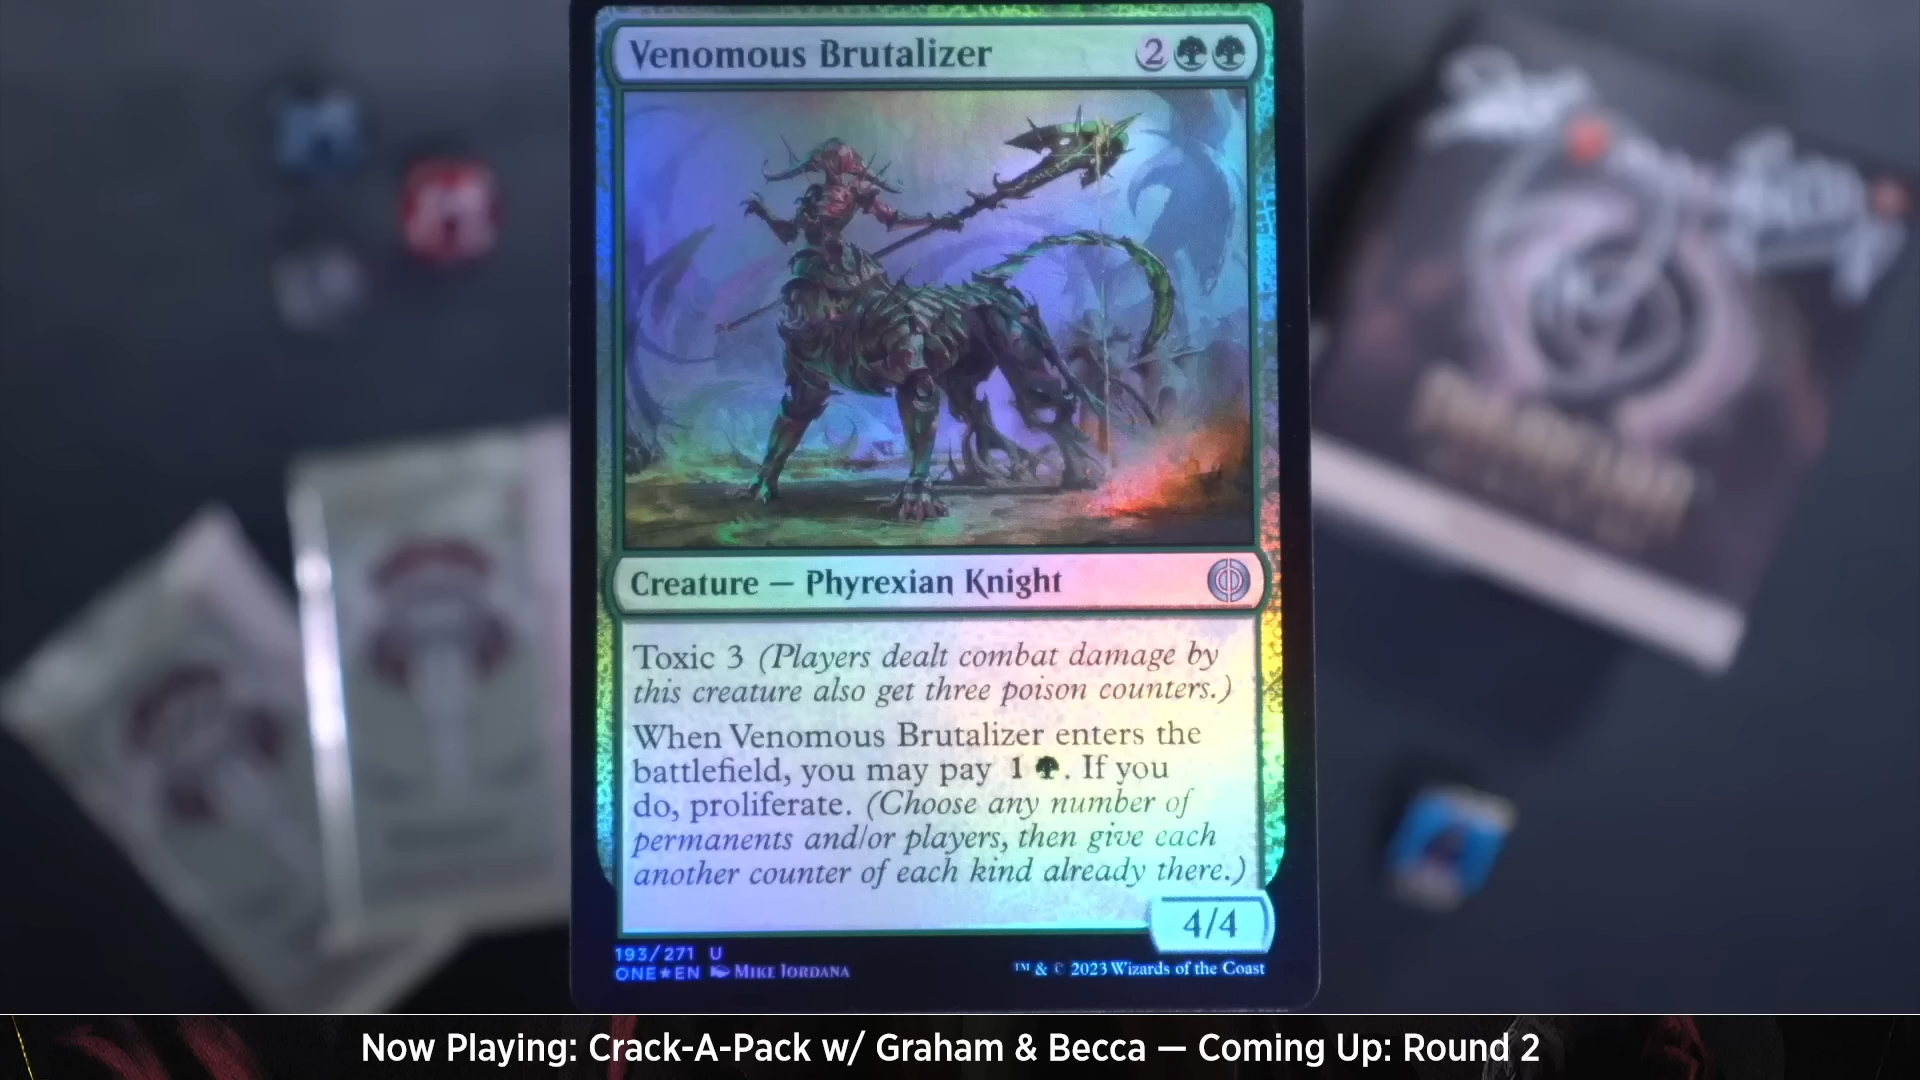 Venomous Brutalizer 2
Creature — Phyrexian Knight
Toxic 3 (Players dealt combat damage by
this creature also get three poison counters.)
When Venomous Brutalizer enters the
battlefield, you may pay 1 . If you
do, proliferate. (Choose any number of
permanents and/or players, then give each
another counter of each kind already there.)
4/4
193/271 U
ONE★EN Mike Jordana
™ & © 2023 Wizards of the Coast
Now Playing: Crack-A-Pack w/ Graham & Becca — Coming Up: Round 2